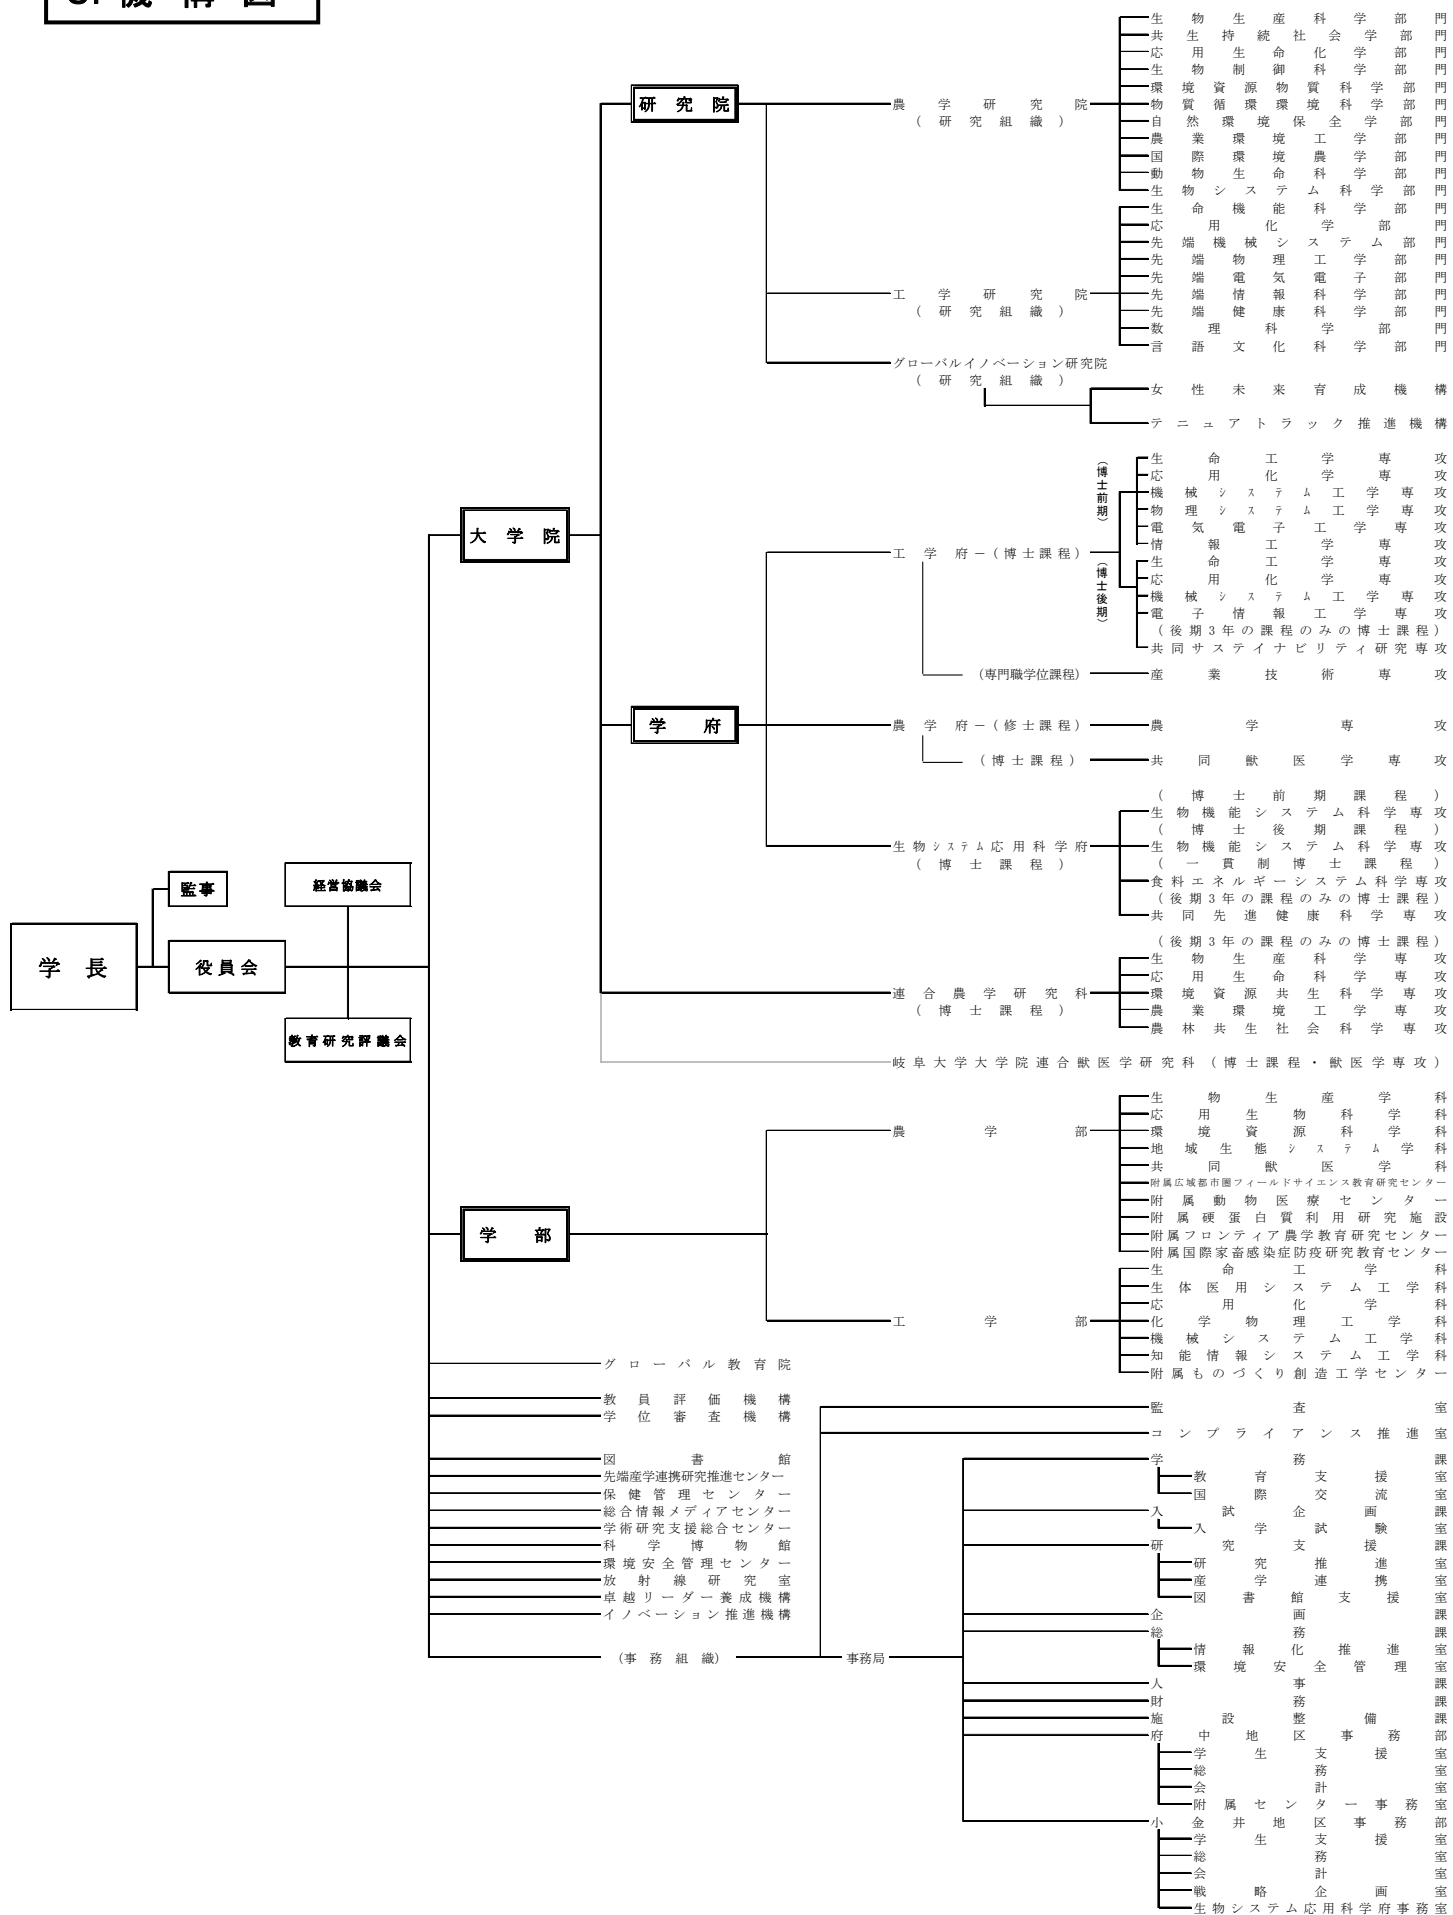 機構図
生物生産科学部門
共生持続社会学部門
応用生命化学部門
生物制御科学部門
環境資源物質科学部門
研究院
農学研究院
物質循環環境科学部門
(研究組織)
自然環境保全学部門
農業環境工学部門
国際環境農学部門
動物生命科学部門
生物システム科学部門
生命機能科学部門
応用化学部門
先端機械システム部門
先端物理工学部門
先端電気電子部門
工学研究院
先端情報科学部門
(研究組織)
先端健康科学部門
数理科学部門
言語文化科学部門
グローバルイノベーション研究院
(研究組織)
女性未来育成機構
テニュアトラック推進機構
(博士前期)
生命工学専攻
応用化学専攻
機械システム工学専攻
物理システム工学専攻
電気電子工学専攻
情報工学専攻
大学院
工学府－(博士課程)
(博士後期)
生命工学専攻
応用化学専攻
機械システム工学専攻
電子情報工学専攻
(後期3年の課程のみの博士課程)
共同サステイナビリティ研究専攻
(専門職学位課程)
産業技術専攻
学府
農学府－(修士課程)
農学専攻
(博士課程)
共同獣医学専攻
(博士前期課程)
生物機能システム科学専攻
(博士後期課程)
生物システム応用科学府
生物機能システム科学専攻
(博士課程)
(一貫制博士課程)
食料エネルギーシステム科学専攻
(後期3年の課程のみの博士課程)
共同先進健康科学専攻
監事
経営協議会
学長
役員会
教育研究評議会
(後期3年の課程のみの博士課程)
生物生産科学専攻
応用生命科学専攻
連合農学研究科
環境資源共生科学専攻
(博士課程)
農業環境工学専攻
農林共生社会科学専攻
岐阜大学大学院連合獣医学研究科(博士課程・獣医学専攻)
生物生産学科
応用生物科学科
農学部
環境資源科学科
地域生態システム学科
共同獣医学科
附属広域都市圏フィールドサイエンス教育研究センター
附属動物医療センター
附属硬蛋白質利用研究施設
学部
附属フロンティア農学教育研究センター
附属国際家畜感染症防疫研究教育センター
生命工学科
生体医用システム工学科
応用化学科
工学部
化学物理工学科
機械システム工学科
知能情報システム工学科
附属ものづくり創造工学センター
グローバル教育院
教員評価機構
学位審査機構
図書館
先端産学連携研究推進センター
保健管理センター
総合情報メディアセンター
学術研究支援総合センター
科学博物館
環境安全管理センター
放射線研究室
卓越リーダー養成機構
イノベーション推進機構
(事務組織)
事務局
監査室
コンプライアンス推進室
学務課
教育支援室
国際交流室
入試企画課
入学試験室
研究支援課
研究推進室
産学連携室
図書館支援室
企画課
総務課
情報化推進室
環境安全管理室
人事課
財務課
施設整備課
府中地区事務部
学生支援室
総務室
会計室
附属センター事務室
小金井地区事務部
学生支援室
総務室
会計室
戦略企画室
生物システム応用科学府事務室